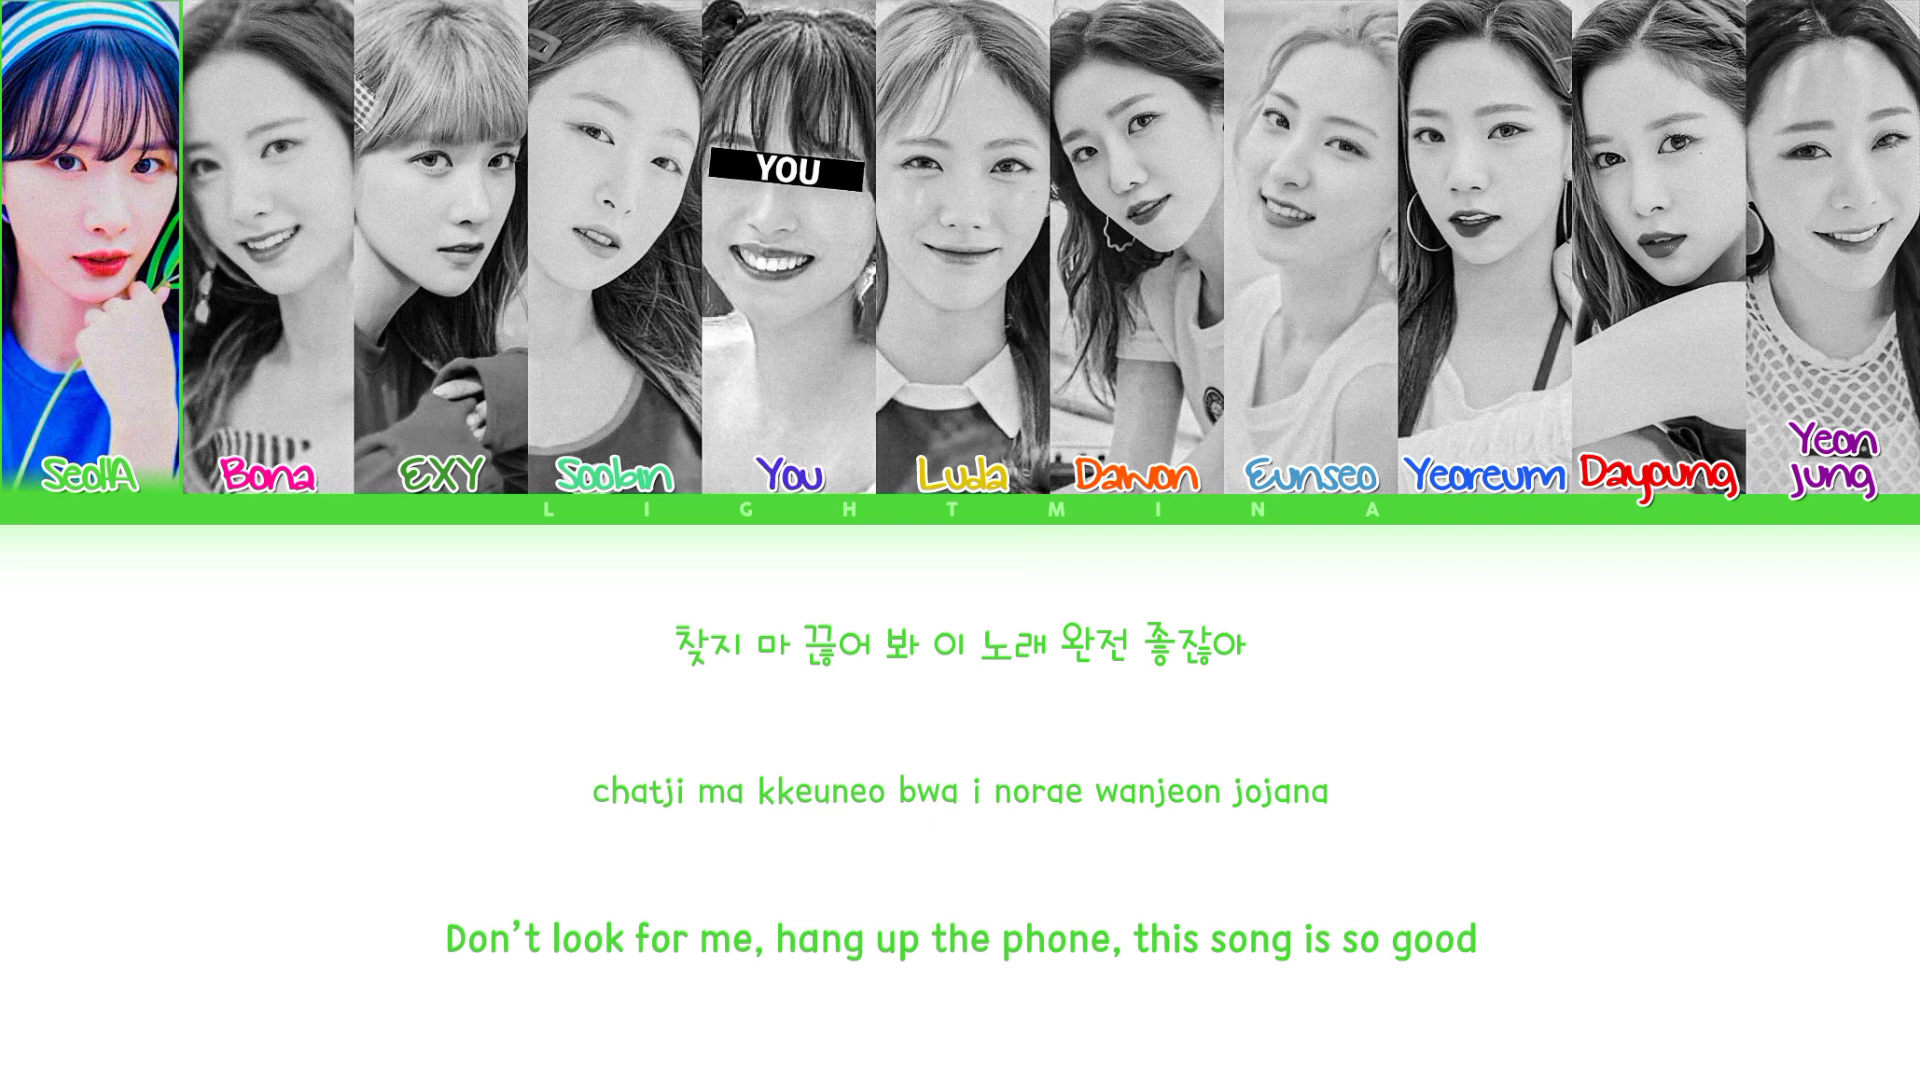 YOU
SeolA Bona EXY Soobin You Luda Dawon Eunseo Yeoreum Dayoung Yeon
Jung
LIGHTMINA
찾지 마 끊어 봐 이 노래 완전 좋잖아
chatji ma kkeuneo bwa i norae wanjeon jojana
Don't look for me, hang up the phone, this song is so good